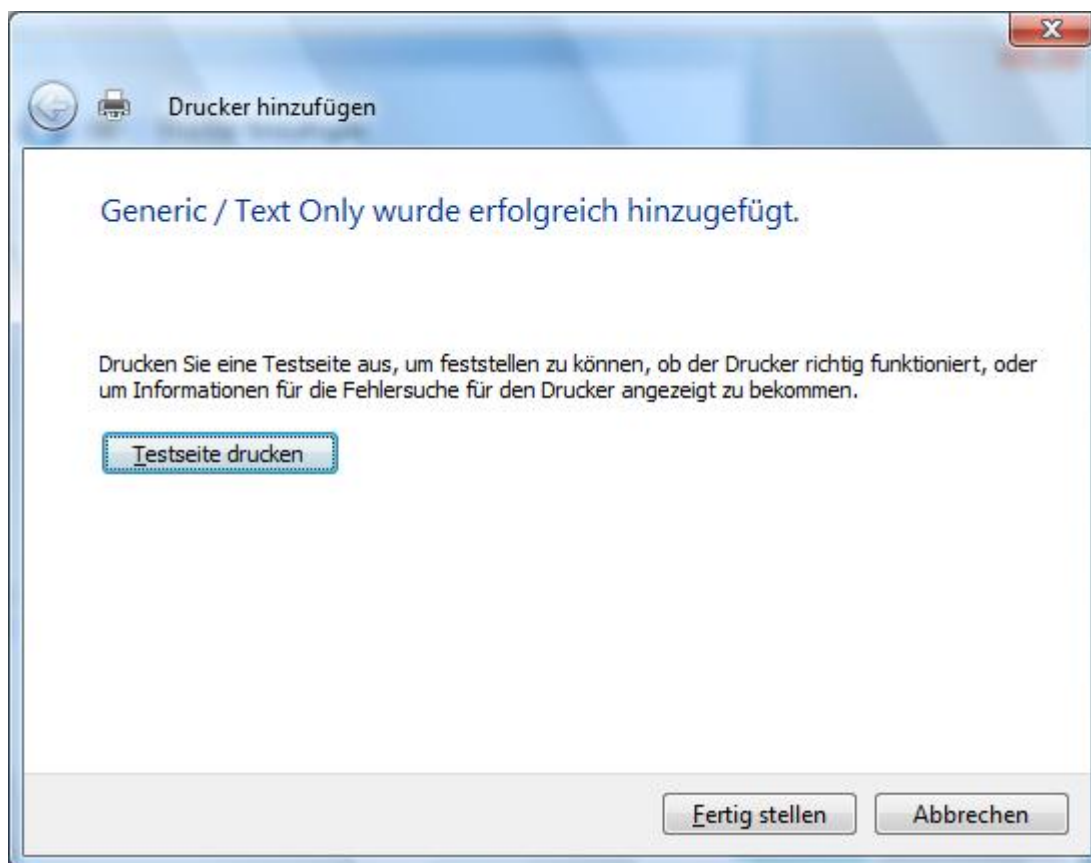 Drucker hinzufügen
Generic / Text Only wurde erfolgreich hinzugefügt.
Drucken Sie eine Testseite aus, um feststellen zu können, ob der Drucker richtig funktioniert, oder
um Informationen für die Fehlersuche für den Drucker angezeigt zu bekommen.
Testseite drucken
Fertig stellen Abbrechen